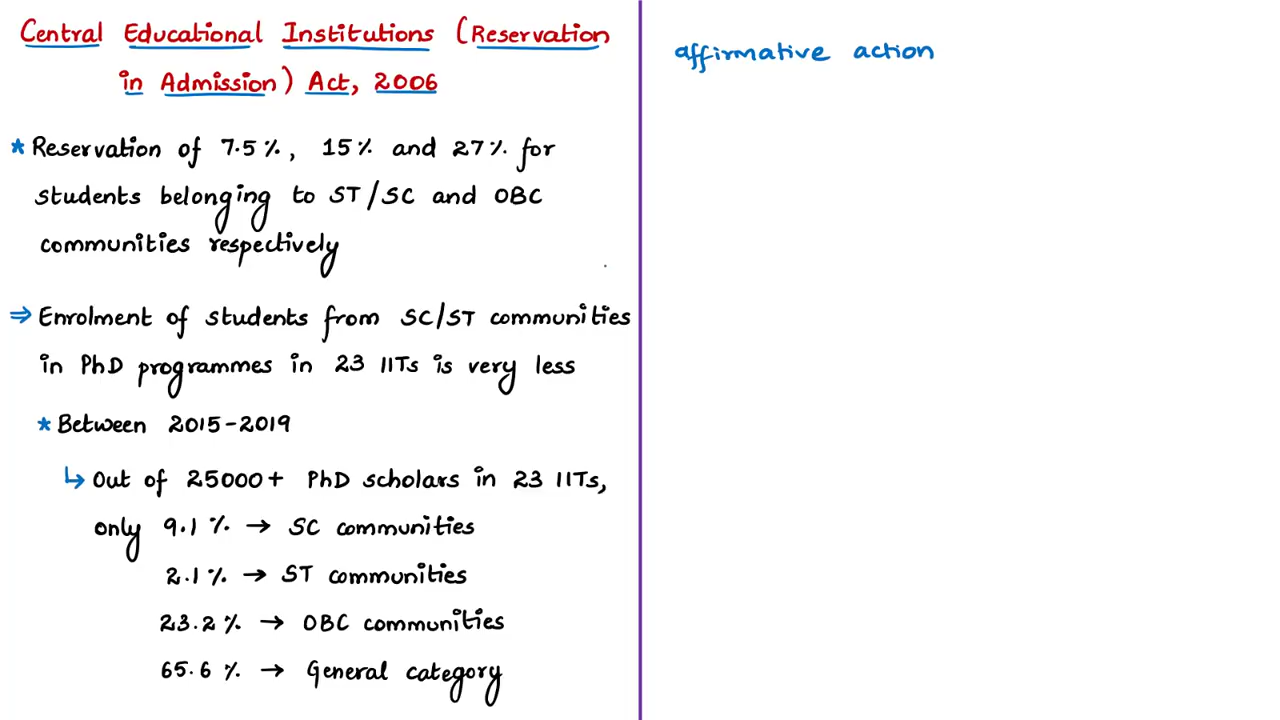 Central Educational Institutions (Reservation
in Admission) Act, 2006
* Reservation of 7.5%, 15% and 27% for
students belonging to ST/SC and OBC
communities respectively
⇒ Enrolment of students from SC/ST communities
in PhD programmes in 23 IITs is very less
* Between 2015-2019
↳ Out of 25000+ PhD scholars in 23 IITs,
only 9.1% → SC communities
2.1% → ST communities
23.2% → OBC communities
65.6% → General category
affirmative action